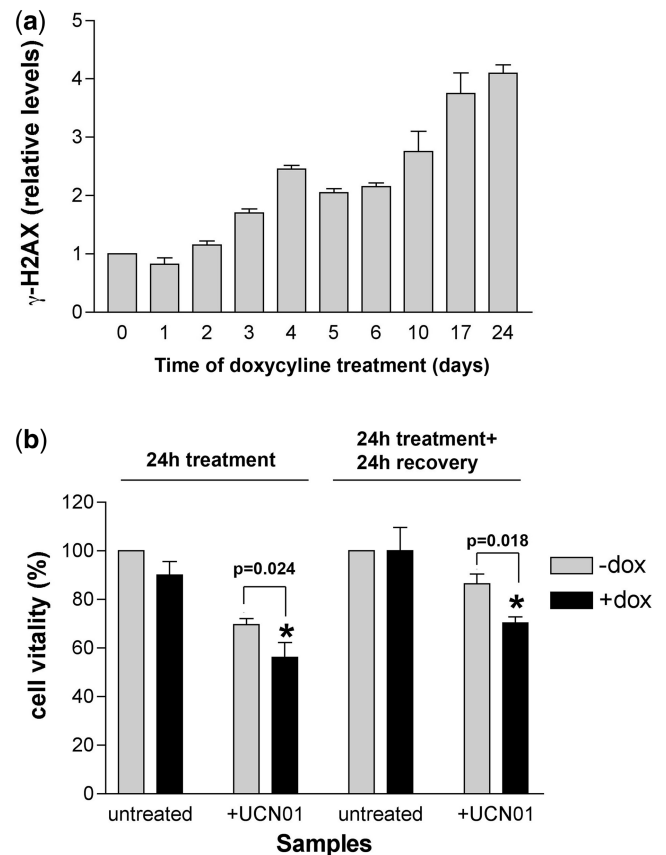 (a)
γ-H2AX (relative levels)
5
4
3
2
1
0
0 1 2 3 4 5 6 10 17 24
Time of doxycyline treatment (days)
(b)
24h treatment
24h treatment+
24h recovery
cell vitality (%)
120
100
80
60
40
20
0
p=0.024
*
p=0.018
*
-dox
+dox
untreated +UCN01 untreated +UCN01
Samples